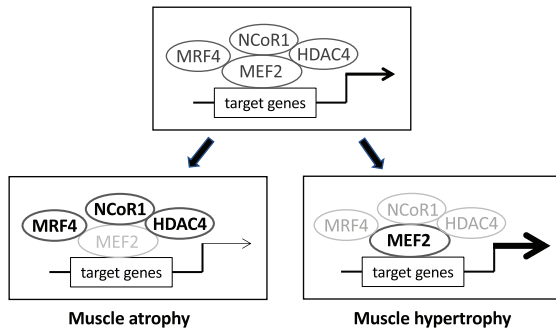 NCoR1
MRF4
HDAC4
MEF2
target genes
NCoR1
MRF4
HDAC4
MEF2
target genes
NCoR1
MRF4
HDAC4
MEF2
target genes
Muscle atrophy
Muscle hypertrophy